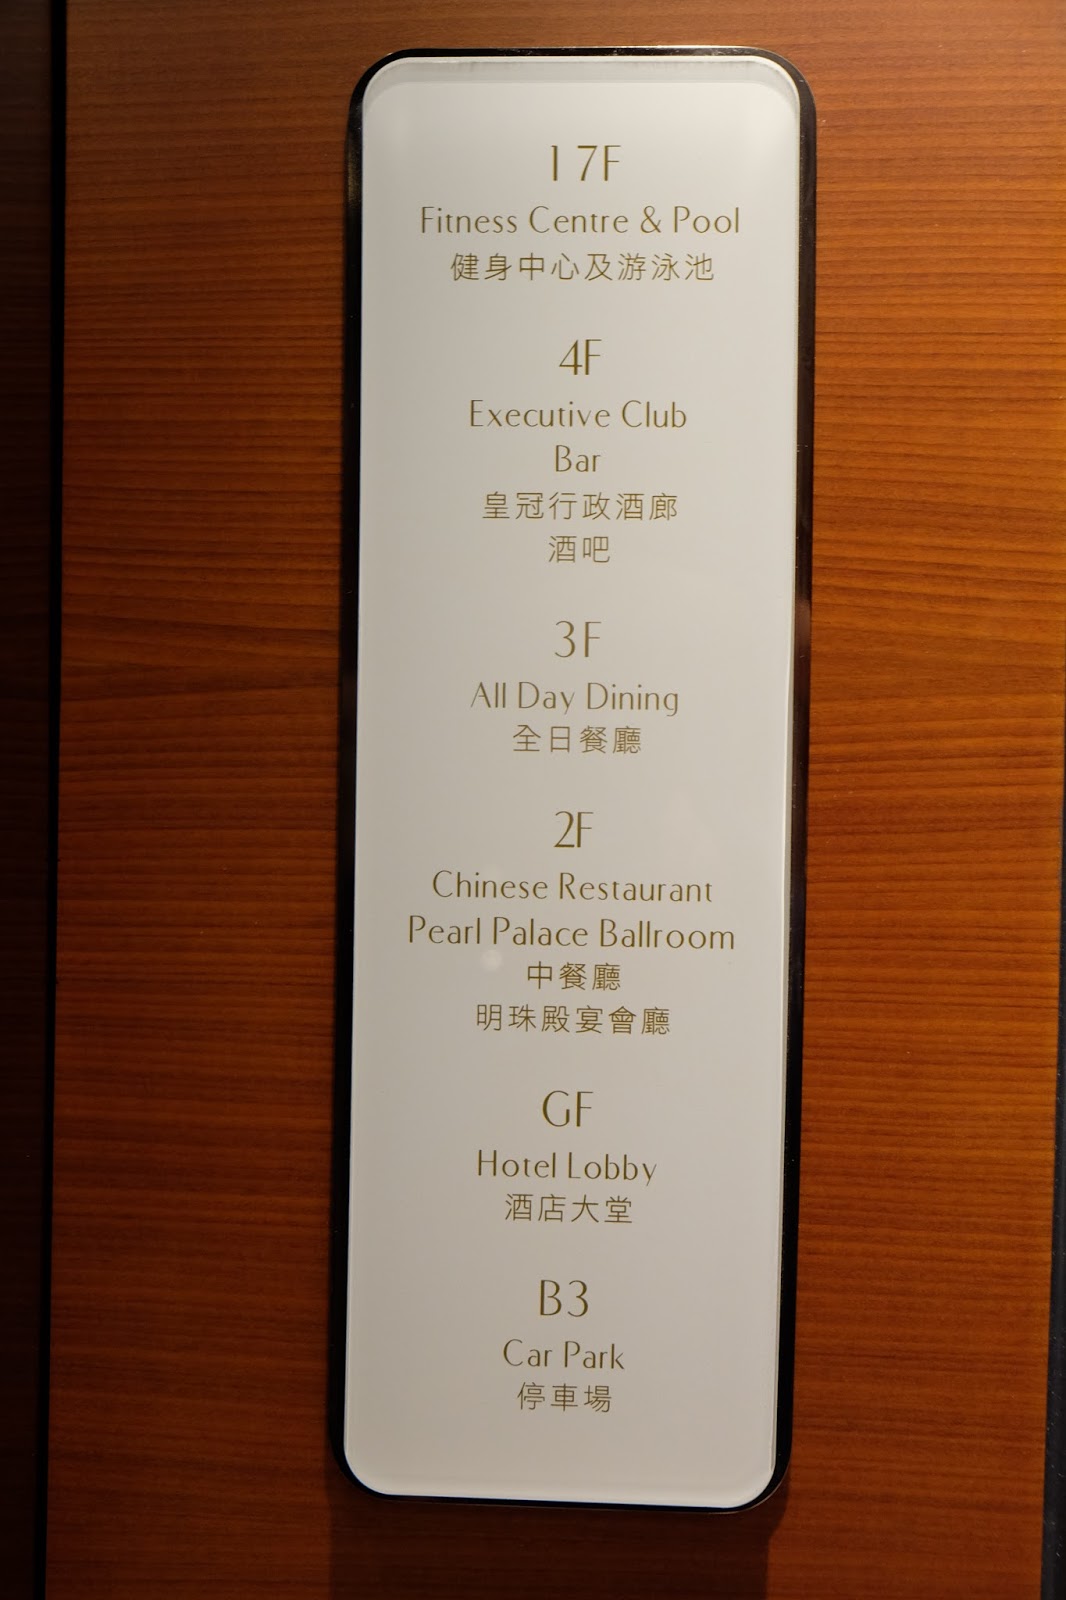 17F
Fitness Centre & Pool
健身中心及游泳池
4F
Executive Club
Bar
皇冠行政酒廊
酒吧
3F
All Day Dining
全日餐廳
2F
Chinese Restaurant
Pearl Palace Ballroom
中餐廳
明珠殿宴會廳
GF
Hotel Lobby
酒店大堂
B3
Car Park
停車場